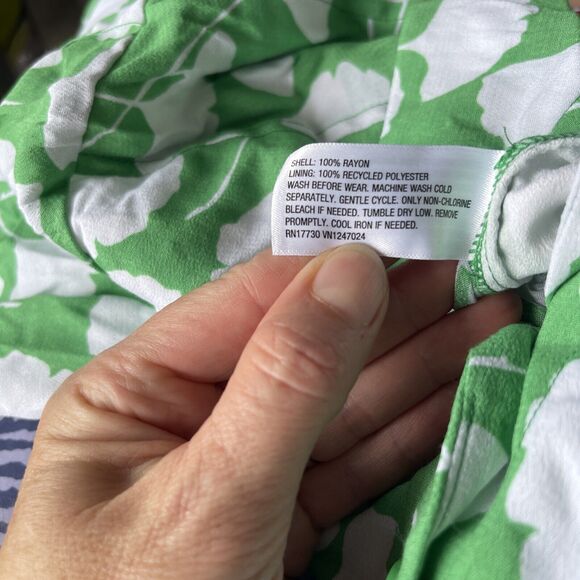 SHELL: 100% RAYON
LINING: 100% RECYCLED POLYESTER
WASH BEFORE WEAR. MACHINE WASH COLD
SEPARATELY. GENTLE CYCLE. ONLY NON-CHLORINE
BLEACH IF NEEDED. TUMBLE DRY LOW. REMOVE
PROMPTLY. COOL IRON IF NEEDED.
RN17730 VN1247024